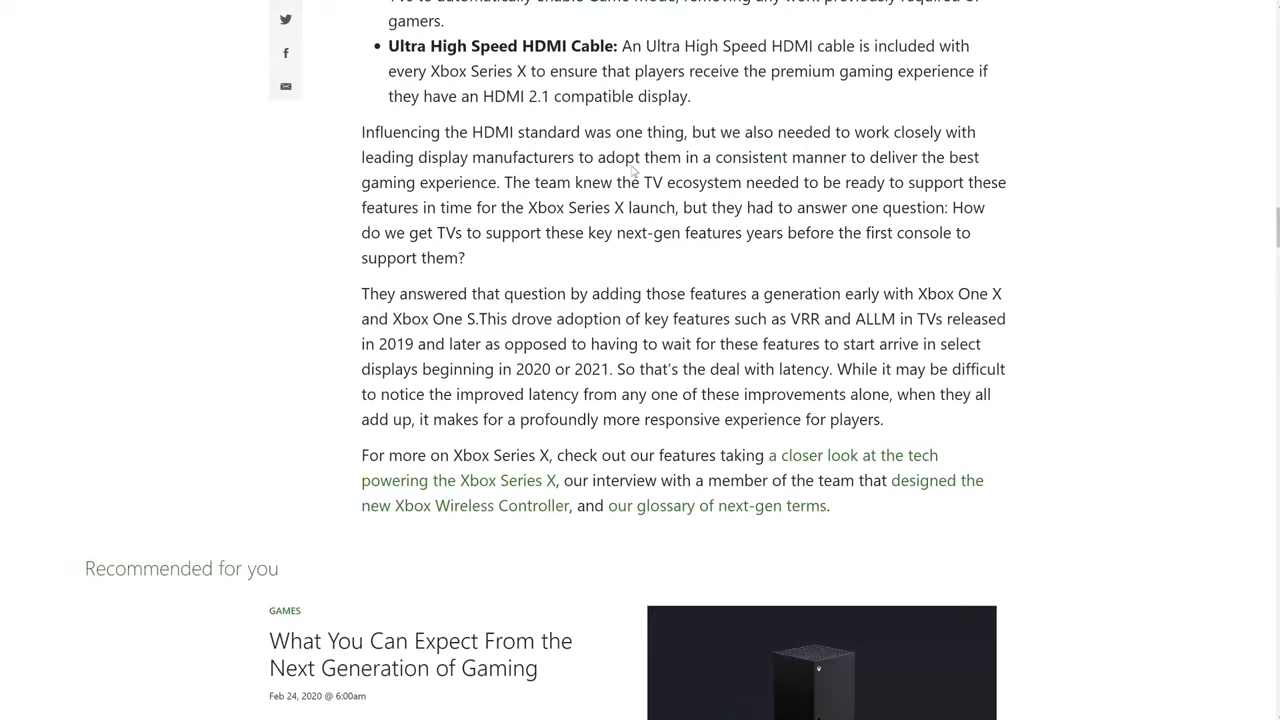 gamers.
Ultra High Speed HDMI Cable: An Ultra High Speed HDMI cable is included with
every Xbox Series X to ensure that players receive the premium gaming experience if
they have an HDMI 2.1 compatible display.
Influencing the HDMI standard was one thing, but we also needed to work closely with
leading display manufacturers to adopt them in a consistent manner to deliver the best
gaming experience. The team knew the TV ecosystem needed to be ready to support these
features in time for the Xbox Series X launch, but they had to answer one question: How
do we get TVs to support these key next-gen features years before the first console to
support them?
They answered that question by adding those features a generation early with Xbox One X
and Xbox One S.This drove adoption of key features such as VRR and ALLM in TVs released
in 2019 and later as opposed to having to wait for these features to start arrive in select
displays beginning in 2020 or 2021. So that's the deal with latency. While it may be difficult
to notice the improved latency from any one of these improvements alone, when they all
add up, it makes for a profoundly more responsive experience for players.
For more on Xbox Series X, check out our features taking a closer look at the tech
powering the Xbox Series X, our interview with a member of the team that designed the
new Xbox Wireless Controller, and our glossary of next-gen terms.
Recommended for you
GAMES
What You Can Expect From the
Next Generation of Gaming
Feb 24, 2020 @ 6:00am